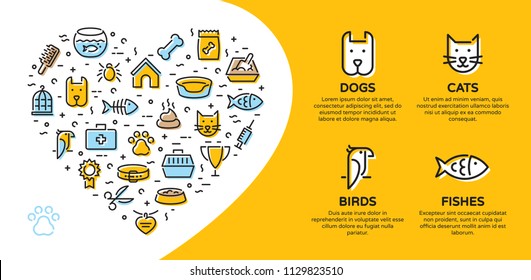 DOGS
Lorem ipsum dolor sit amet,
consectetur adipiscing elit,
sed do eiusmod tempor
incididunt ut labore et dolore
magna aliqua.
CATS
Ut enim ad minim veniam,
quis nostrud exercitation
ullamco laboris nisi ut
aliquip ex ea commodo
consequat.
BIRDS
Duis aute irure dolor in
reprehenderit in voluptate
velit esse cillum dolore
eu fugiat nulla
pariatur.
FISHES
Excepteur sint occaecat cupidatat
non proident, sunt in culpa qui
officia deserunt mollit anim
id est laborum.
shutterstock
IMAGE ID: 1129823510
www.shutterstock.com